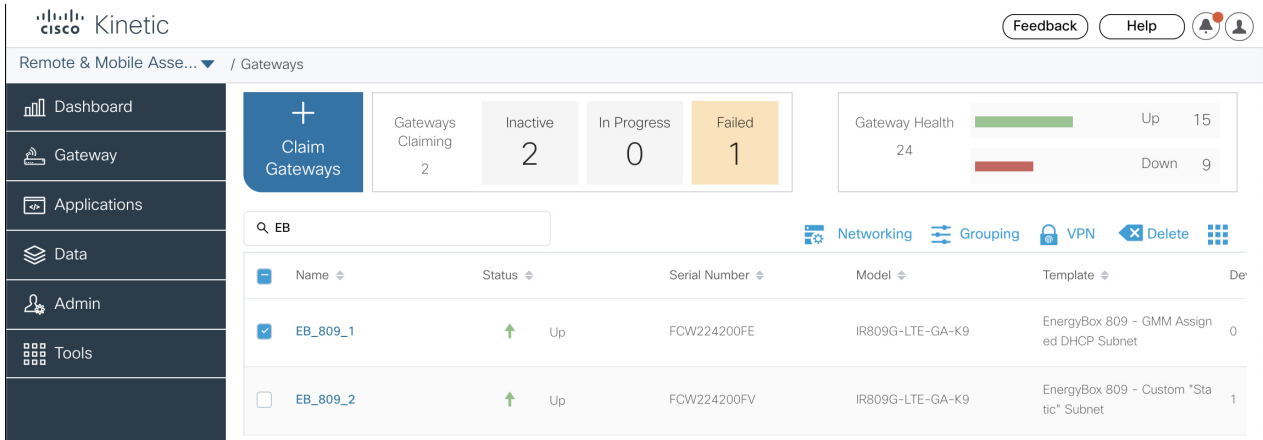 cisco Kinetic
Feedback Help
Remote & Mobile Asse... / Gateways
Dashboard
Gateway
Applications
Data
Admin
Tools
Claim
Gateways
Gateways
Claiming
2
Inactive
2
In Progress
0
Failed
1
Gateway Health
24
Up 15
Down 9
EB
Networking Grouping VPN Delete
Name Status Serial Number Model Template De
EB_809_1 Up FCW224200FE IR809G-LTE-GA-K9 EnergyBox 809 - GMM Assign
ed DHCP Subnet 0
EB_809_2 Up FCW224200FV IR809G-LTE-GA-K9 EnergyBox 809 - Custom "Sta
tic" Subnet 1